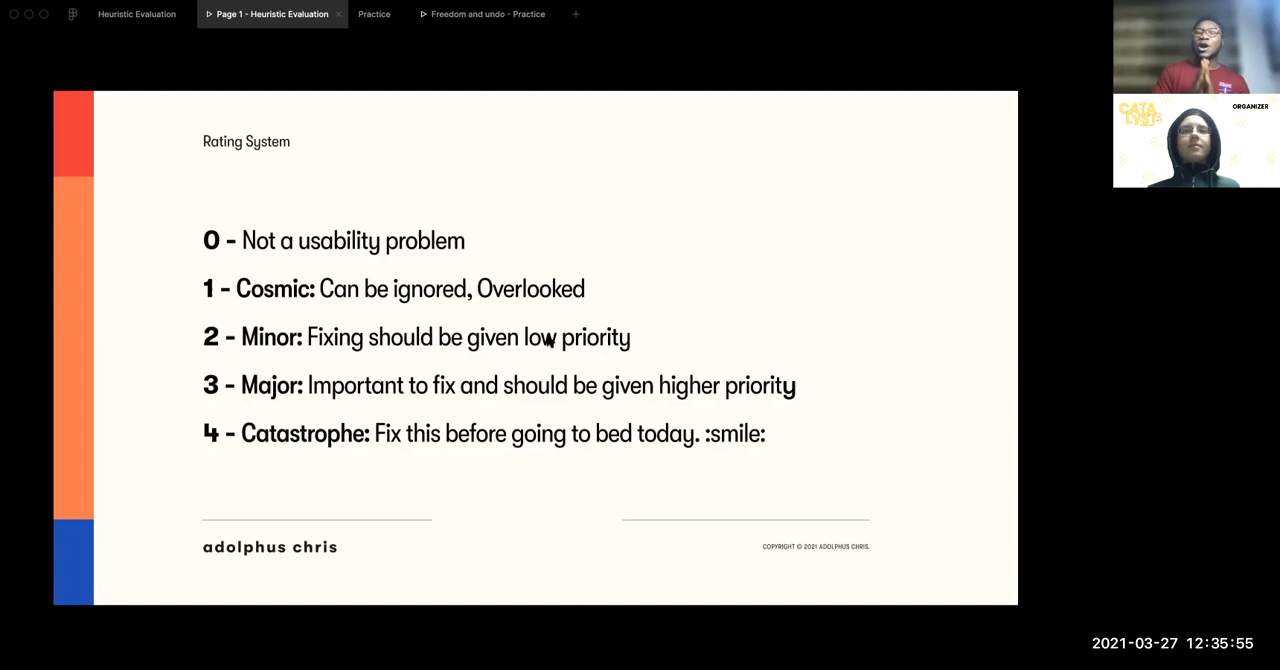 Heuristic Evaluation
Page 1 - Heuristic Evaluation
Practice
Freedom and undo - Practice
CATA
LYSTS
ORGANIZER
Rating System
0 - Not a usability problem
1 - Cosmic: Can be ignored, Overlooked
2 - Minor: Fixing should be given low priority
3 - Major: Important to fix and should be given higher priority
4 - Catastrophe: Fix this before going to bed today. :smile:
adolphus chris
COPYRIGHT © 2021 ADOLPHUS CHRIS.
2021-03-27 12:35:55